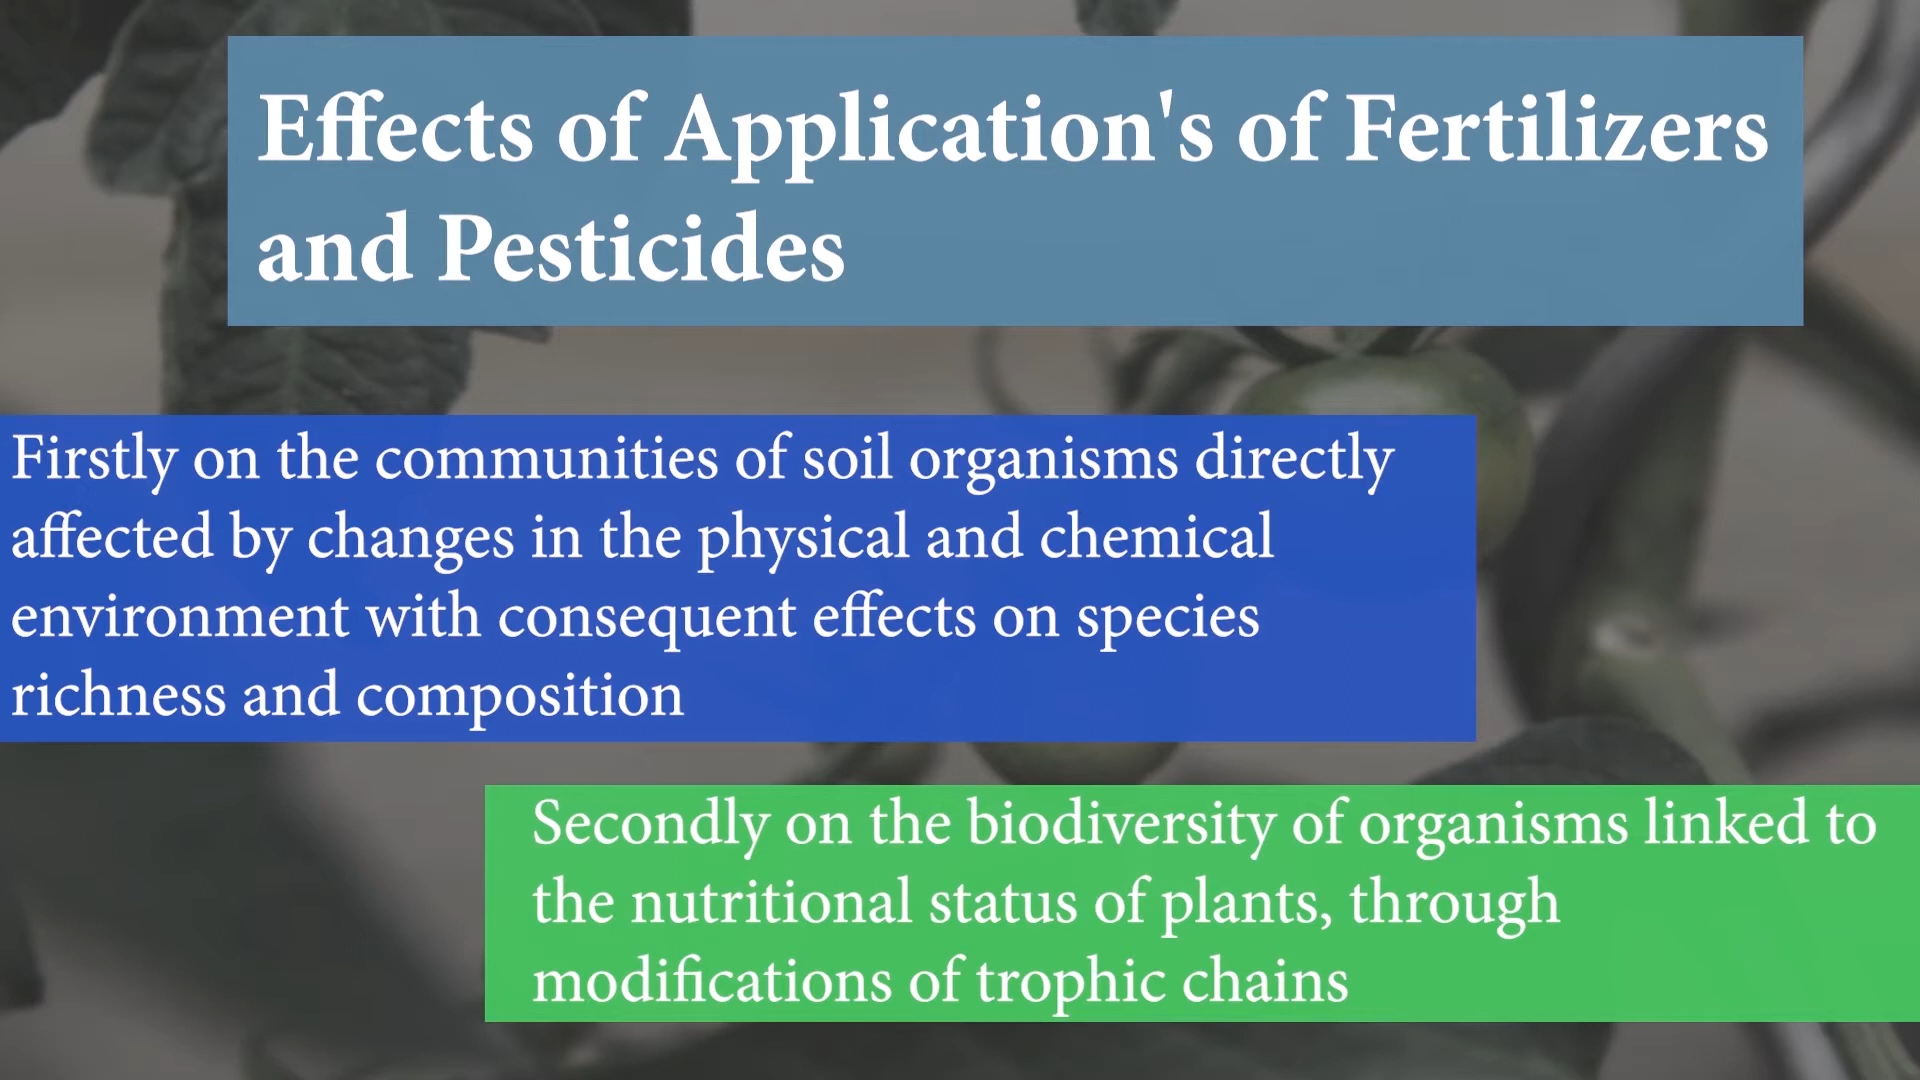 Effects of Application's of Fertilizers
and Pesticides
Firstly on the communities of soil organisms directly
affected by changes in the physical and chemical
environment with consequent effects on species
richness and composition
Secondly on the biodiversity of organisms linked to
the nutritional status of plants, through
modifications of trophic chains